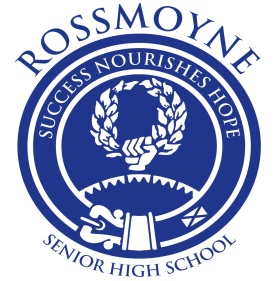 ROSSMOYNE
SUCCESS NOURISHES HOPE
SENIOR HIGH SCHOOL